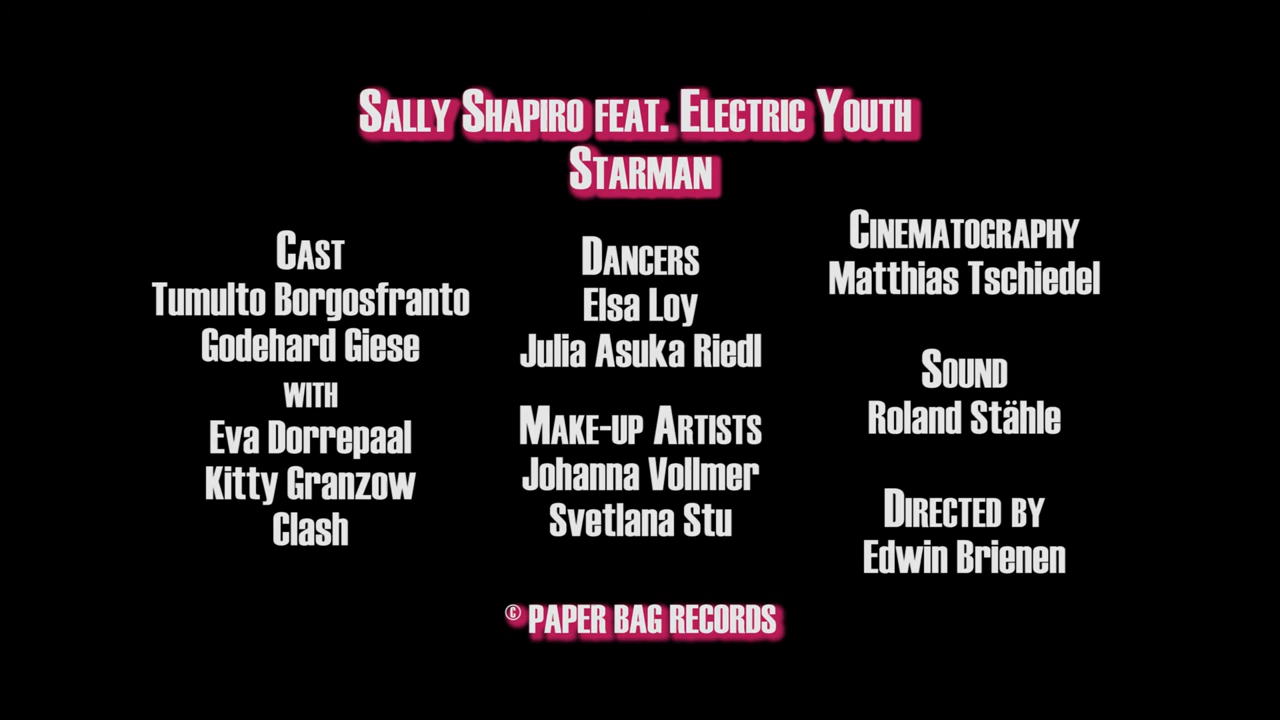 Sally Shapiro feat. Electric Youth
Starman
Cast
Tumulto Borgosfranto
Godehard Giese
with
Eva Dorrepaal
Kitty Granzow
Clash
Dancers
Elsa Loy
Julia Asuka Riedl
Make-up Artists
Johanna Vollmer
Svetlana Stu
Cinematography
Matthias Tschiedel
Sound
Roland Stähle
Directed by
Edwin Brienen
© PAPER BAG RECORDS